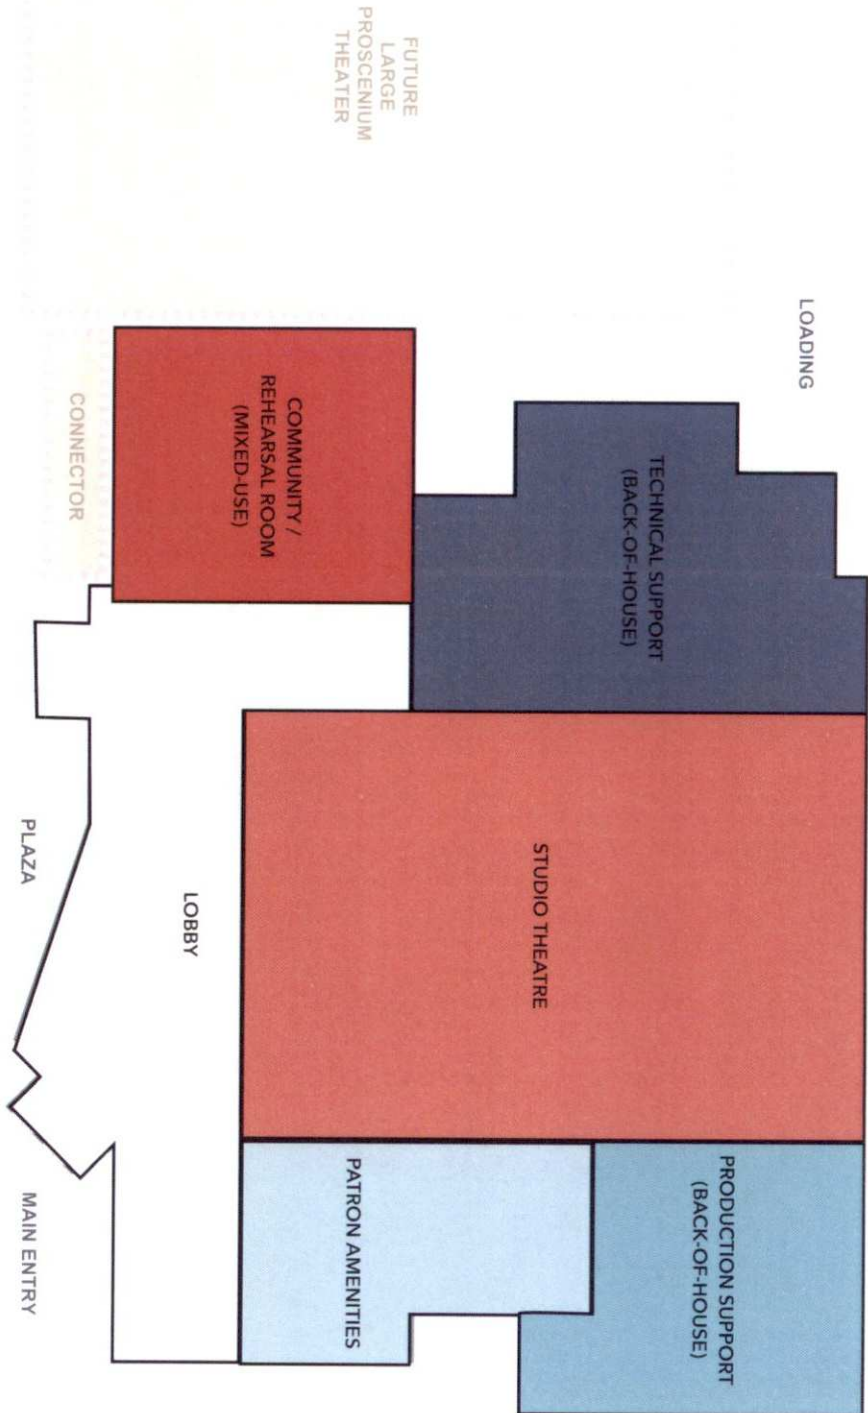 FUTURE
LARGE
PROSCENIUM
THEATER
LOADING
TECHNICAL SUPPORT
(BACK-OF-HOUSE)
COMMUNITY /
REHEARSAL ROOM
(MIXED-USE)
CONNECTOR
STUDIO THEATRE
LOBBY
PLAZA
PRODUCTION SUPPORT
(BACK-OF-HOUSE)
PATRON AMENITIES
MAIN ENTRY